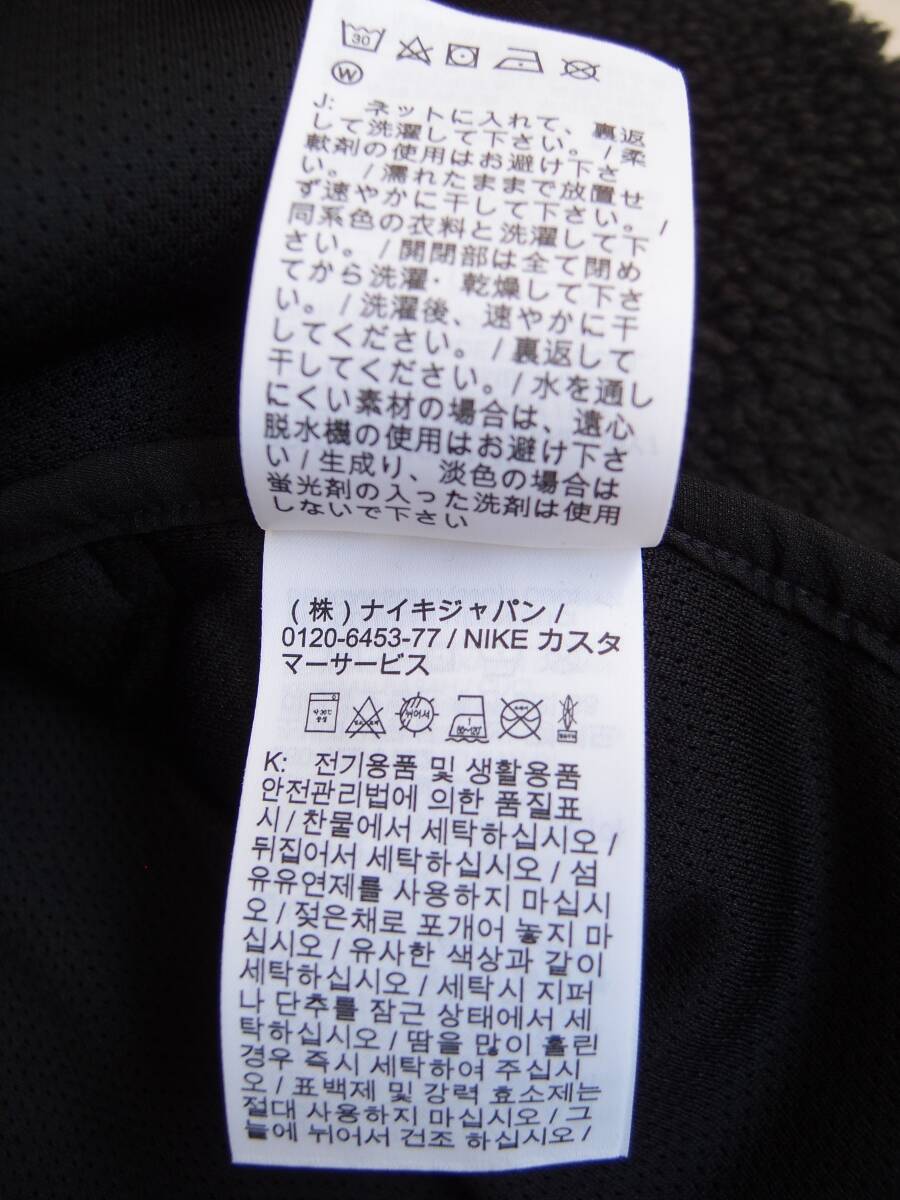 30
W
J: ネットに入れて、裏返
して洗濯して下さい。/ 柔
軟剤の使用はお避け下さ
い。/濡れたままで放置せ
ず速やかに干して下さい。/
同系色の衣料と洗濯して下
さい。/開閉部は全て閉め
てから洗濯・乾燥して下さ
い。/洗濯後、速やかに干
してください。/裏返して
干してください。/水を通し
にくい素材の場合は、遠心
脱水機の使用はお避け下さ
い / 生成り、淡色の場合は
蛍光剤の入った洗剤は使用
しないで下さい
(株)ナイキジャパン /
0120-6453-77 / NIKE カスタ
マーサービス
K: 전기용품 및 생활용품
안전관리법에 의한 품질표
시 / 찬물에서 세탁하십시오 /
뒤집어서 세탁하십시오 / 섬
유유연제를 사용하지 마십시
오 / 젖은채로 포개어 놓지 마
십시오 / 유사한 색상과 같이
세탁하십시오 / 세탁시 지퍼
나 단추를 잠근 상태에서 세
탁하십시오 / 땀을 많이 흘린
경우 즉시 세탁하여 주십시
오 / 표백제 및 강력 효소제는
절대 사용하지 마십시오 / 그
늘에 뉘어서 건조 하십시오 /